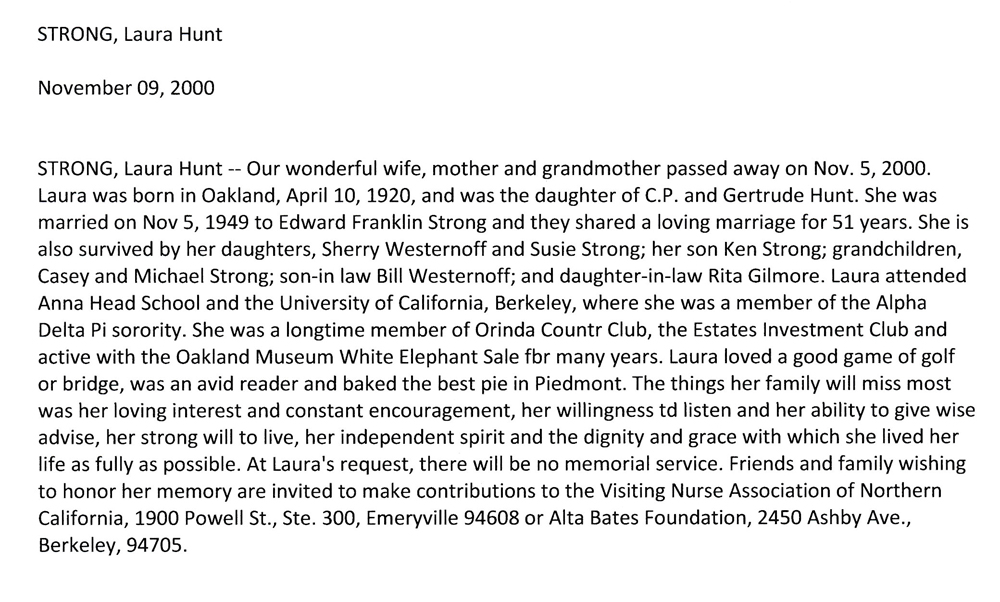 STRONG, Laura Hunt
November 09, 2000
STRONG, Laura Hunt -- Our wonderful wife, mother and grandmother passed away on Nov. 5, 2000.
Laura was born in Oakland, April 10, 1920, and was the daughter of C.P. and Gertrude Hunt. She was
married on Nov 5, 1949 to Edward Franklin Strong and they shared a loving marriage for 51 years. She is
also survived by her daughters, Sherry Westernoff and Susie Strong; her son Ken Strong; grandchildren,
Casey and Michael Strong; son-in law Bill Westernoff; and daughter-in-law Rita Gilmore. Laura attended
Anna Head School and the University of California, Berkeley, where she was a member of the Alpha
Delta Pi sorority. She was a longtime member of Orinda Countr Club, the Estates Investment Club and
active with the Oakland Museum White Elephant Sale fbr many years. Laura loved a good game of golf
or bridge, was an avid reader and baked the best pie in Piedmont. The things her family will miss most
was her loving interest and constant encouragement, her willingness td listen and her ability to give wise
advise, her strong will to live, her independent spirit and the dignity and grace with which she lived her
life as fully as possible. At Laura's request, there will be no memorial service. Friends and family wishing
to honor her memory are invited to make contributions to the Visiting Nurse Association of Northern
California, 1900 Powell St., Ste. 300, Emeryville 94608 or Alta Bates Foundation, 2450 Ashby Ave.,
Berkeley, 94705.